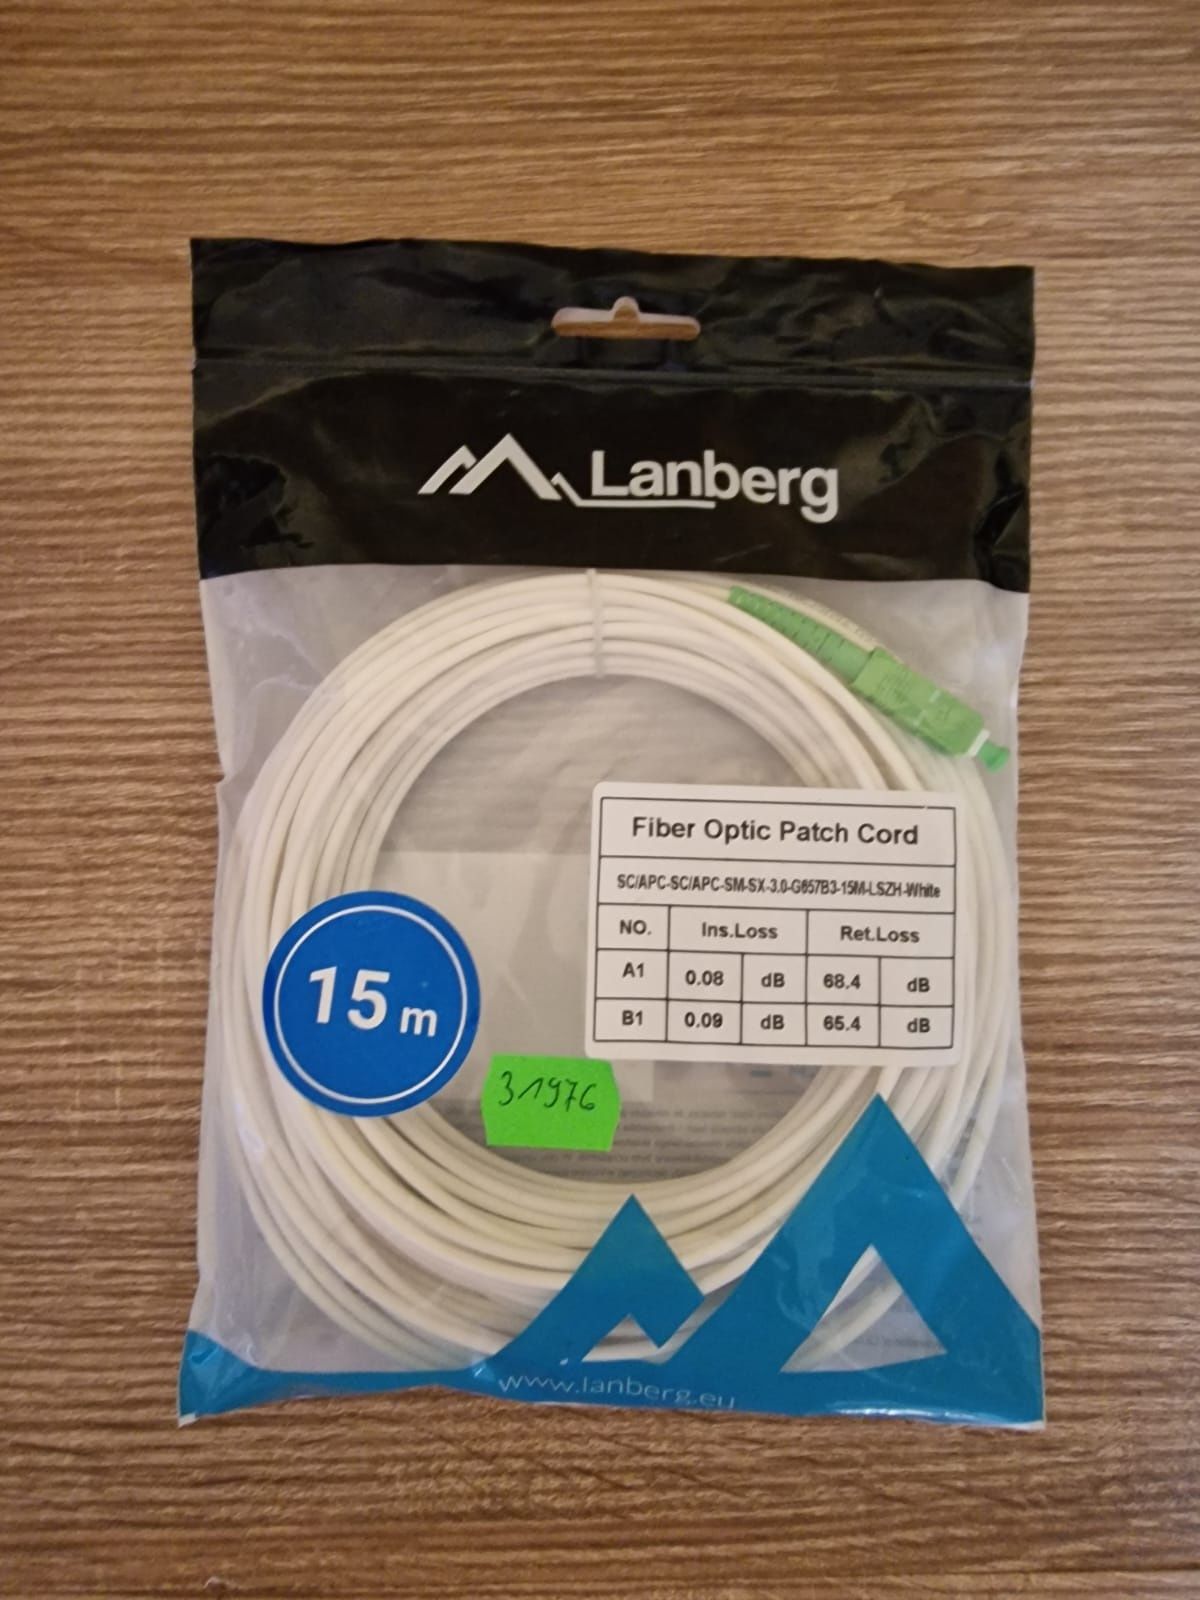 Lanberg
Fiber Optic Patch Cord
SC/APC-SC/APC-SM-SX-3.0-G657B3-15M-LSZH-White
NO. Ins.Loss Ret.Loss
A1 0.08 dB 68.4 dB
B1 0.09 dB 65.4 dB
15 m
31976
www.lanberg.eu